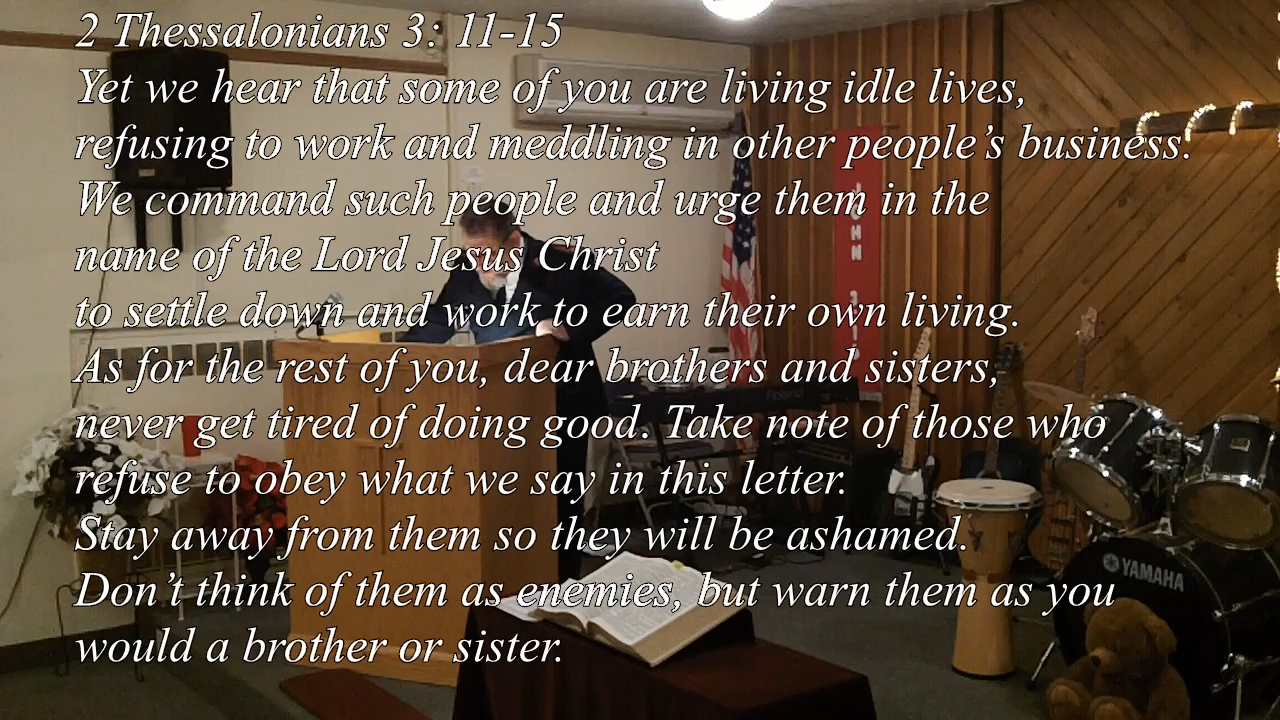 2 Thessalonians 3: 11-15
Yet we hear that some of you are living idle lives,
refusing to work and meddling in other people’s business.
We command such people and urge them in the
name of the Lord Jesus Christ
to settle down and work to earn their own living.
As for the rest of you, dear brothers and sisters,
never get tired of doing good. Take note of those who
refuse to obey what we say in this letter.
Stay away from them so they will be ashamed.
Don’t think of them as enemies, but warn them as you
would a brother or sister.
JOHN 3:16
Roland
YAMAHA